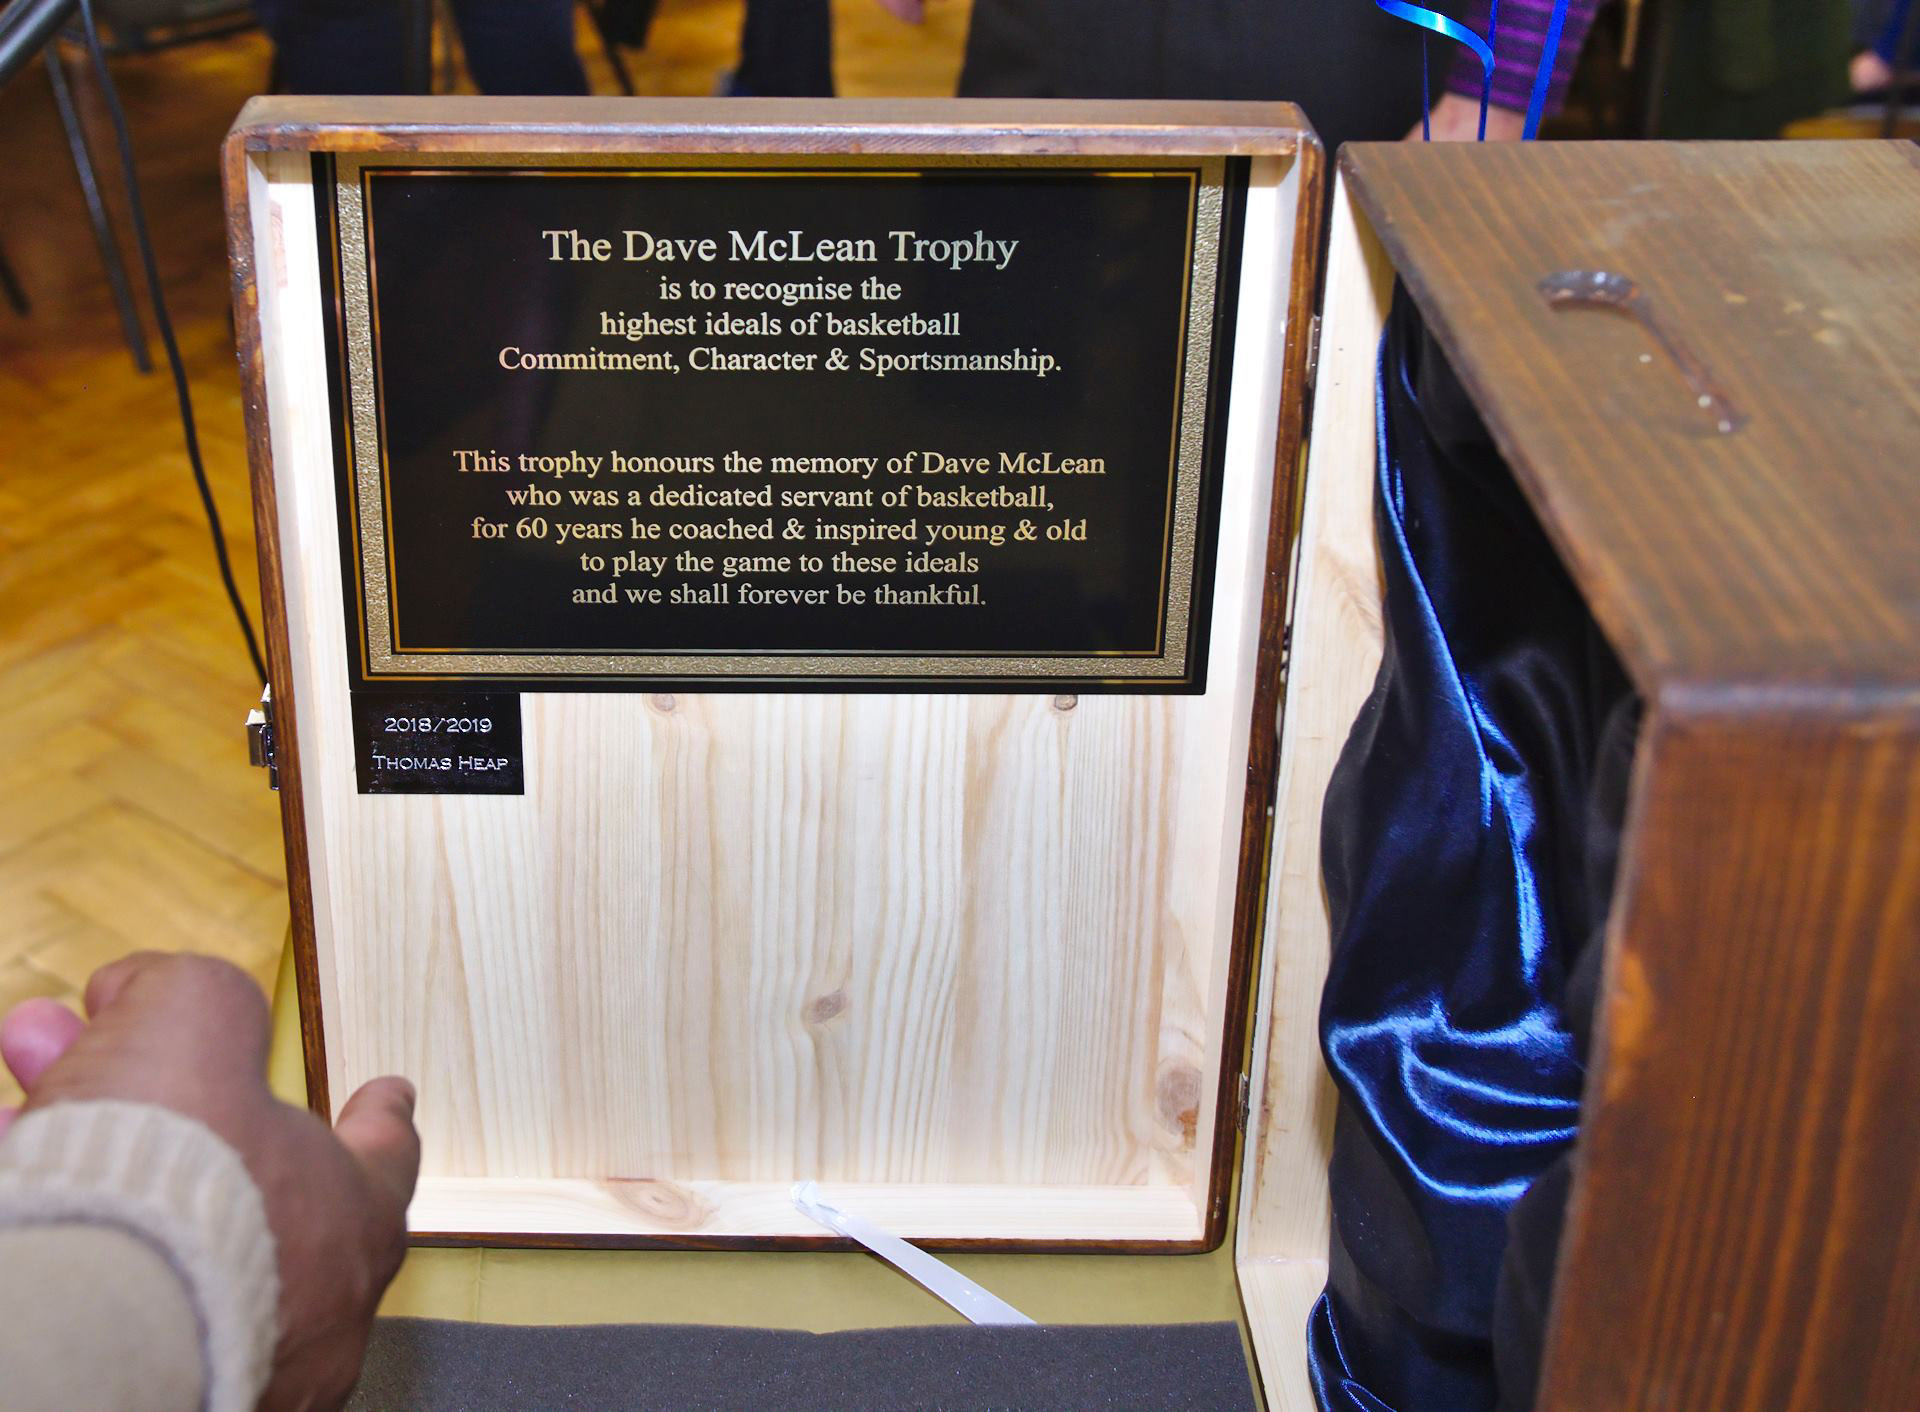 The Dave McLean Trophy
is to recognise the
highest ideals of basketball
Commitment, Character & Sportsmanship.
This trophy honours the memory of Dave McLean
who was a dedicated servant of basketball,
for 60 years he coached & inspired young & old
to play the game to these ideals
and we shall forever be thankful.
2018/2019
THOMAS HEAP